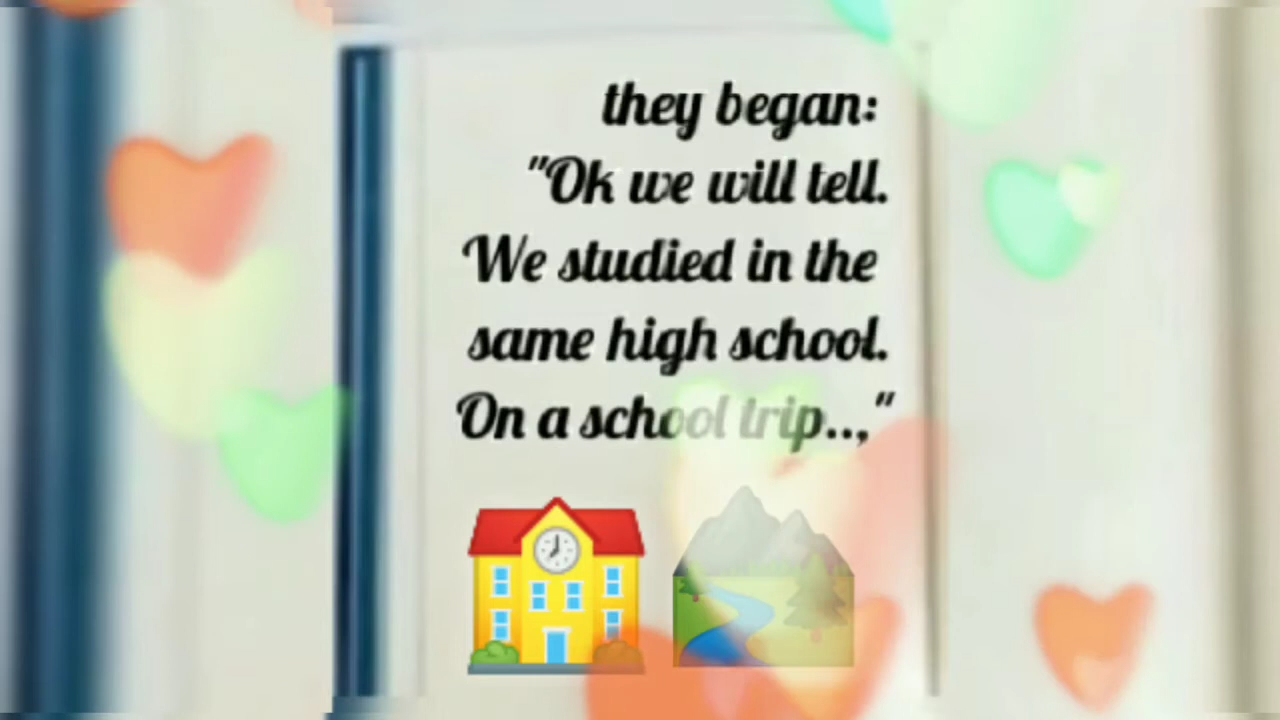 they began:
"Ok we will tell.
We studied in the
same high school.
On a school trip..,"